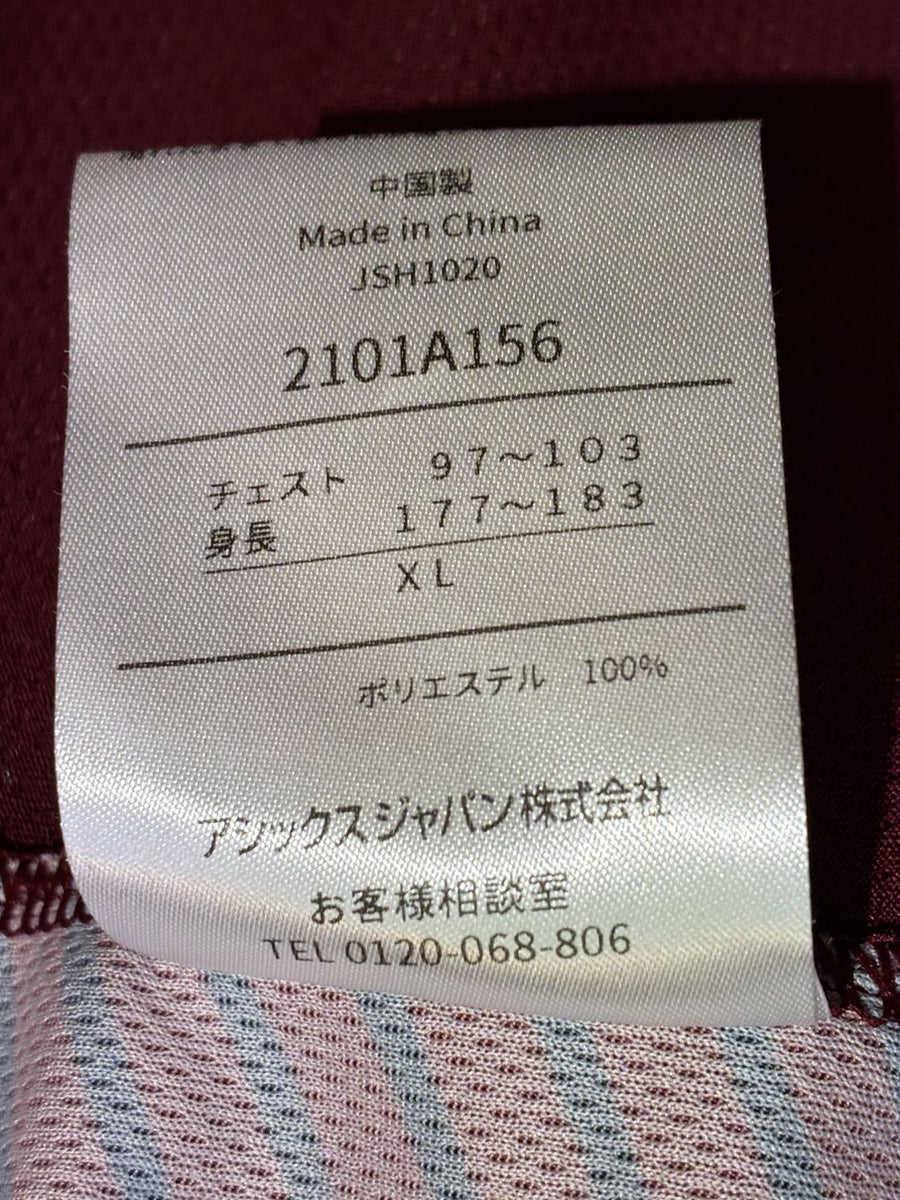 中国製
Made in China
JSH1020
2101A156
チェスト 97〜103
身長 177〜183
XL
ポリエステル 100%
アシックスジャパン株式会社
お客様相談室
TEL 0120-068-806